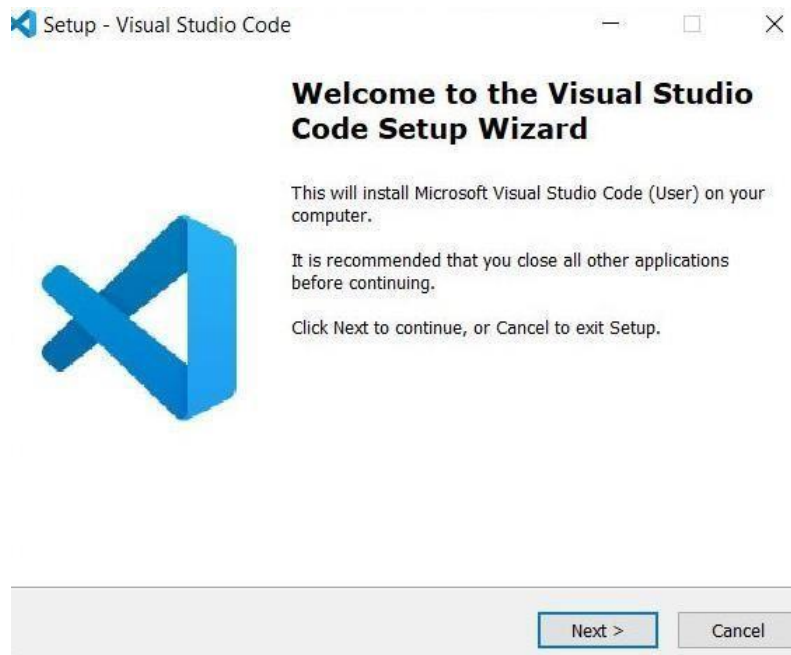 Setup - Visual Studio Code
Welcome to the Visual Studio
Code Setup Wizard
This will install Microsoft Visual Studio Code (User) on your
computer.
It is recommended that you close all other applications
before continuing.
Click Next to continue, or Cancel to exit Setup.
Next > Cancel